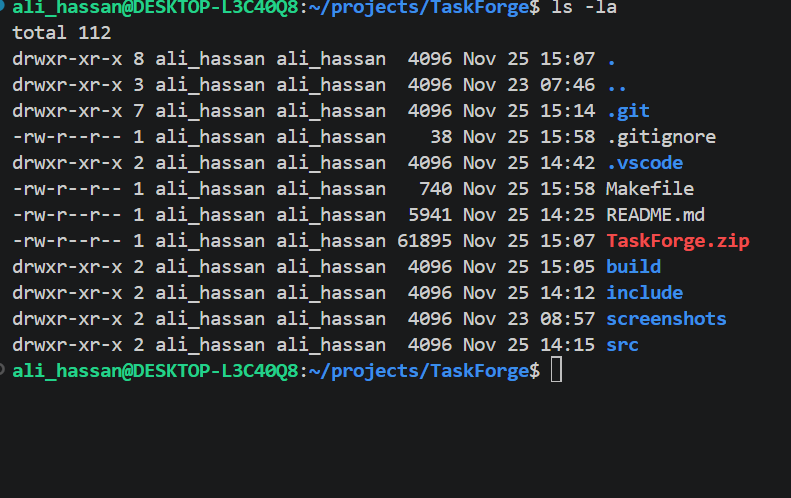 ali_hassan@DESKTOP-L3C40Q8:~/projects/TaskForge$ ls -la
total 112
drwxr-xr-x 8 ali_hassan ali_hassan  4096 Nov 25 15:07 .
drwxr-xr-x 3 ali_hassan ali_hassan  4096 Nov 23 07:46 ..
drwxr-xr-x 7 ali_hassan ali_hassan  4096 Nov 25 15:14 .git
-rw-r--r-- 1 ali_hassan ali_hassan    38 Nov 25 15:58 .gitignore
drwxr-xr-x 2 ali_hassan ali_hassan  4096 Nov 25 14:42 .vscode
-rw-r--r-- 1 ali_hassan ali_hassan   740 Nov 25 15:58 Makefile
-rw-r--r-- 1 ali_hassan ali_hassan  5941 Nov 25 14:25 README.md
-rw-r--r-- 1 ali_hassan ali_hassan 61895 Nov 25 15:07 TaskForge.zip
drwxr-xr-x 2 ali_hassan ali_hassan  4096 Nov 25 15:05 build
drwxr-xr-x 2 ali_hassan ali_hassan  4096 Nov 25 14:12 include
drwxr-xr-x 2 ali_hassan ali_hassan  4096 Nov 23 08:57 screenshots
drwxr-xr-x 2 ali_hassan ali_hassan  4096 Nov 25 14:15 src
ali_hassan@DESKTOP-L3C40Q8:~/projects/TaskForge$